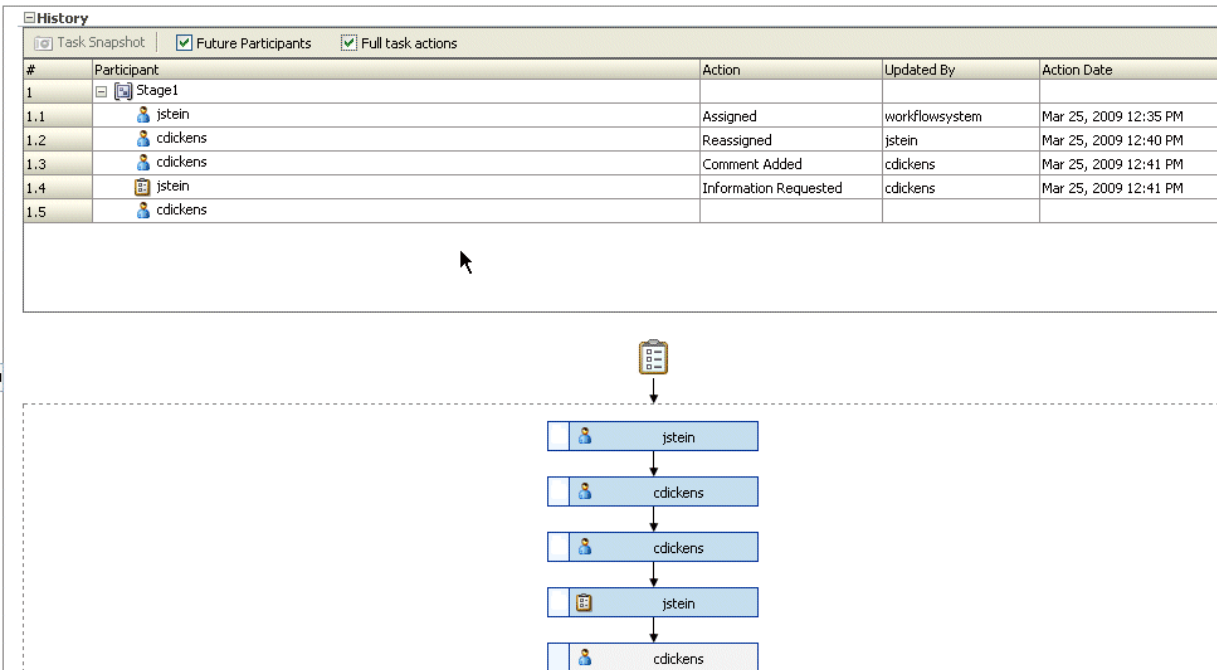 History
Task Snapshot Future Participants Full task actions
# Participant Action Updated By Action Date
1 Stage1
1.1 jstein Assigned workflowsystem Mar 25, 2009 12:35 PM
1.2 cdickens Reassigned jstein Mar 25, 2009 12:40 PM
1.3 cdickens Comment Added cdickens Mar 25, 2009 12:41 PM
1.4 jstein Information Requested cdickens Mar 25, 2009 12:41 PM
1.5 cdickens
jstein
cdickens
cdickens
jstein
cdickens